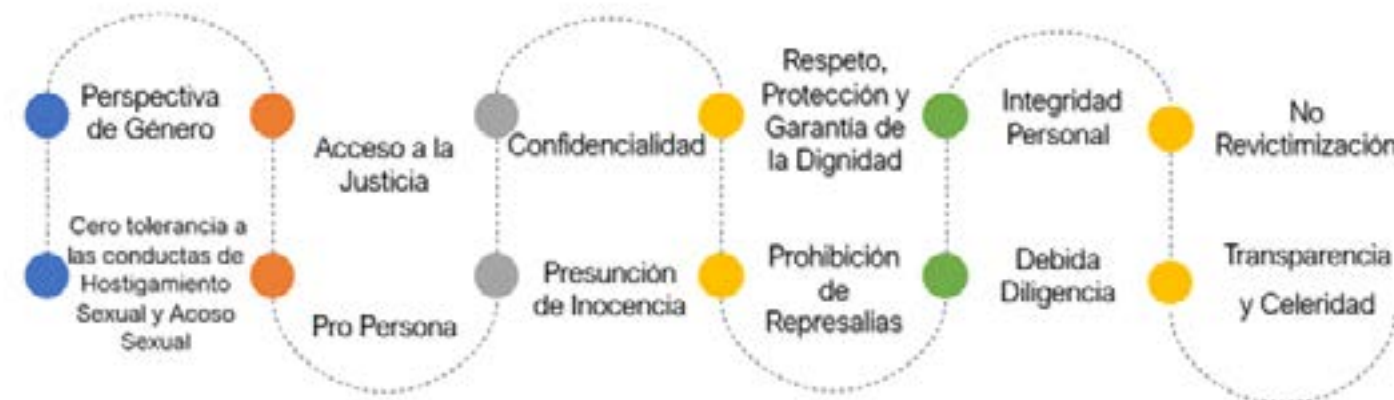 Perspectiva
de Género
Cero tolerancia a
las conductas de
Hostigamiento
Sexual y Acoso
Sexual
Acceso a la
Justicia
Pro Persona
Confidencialidad
Presunción
de Inocencia
Respeto,
Protección y
Garantía de
la Dignidad
Prohibición
de
Represalias
Integridad
Personal
Debida
Diligencia
No
Revictimización
Transparencia
y Celeridad